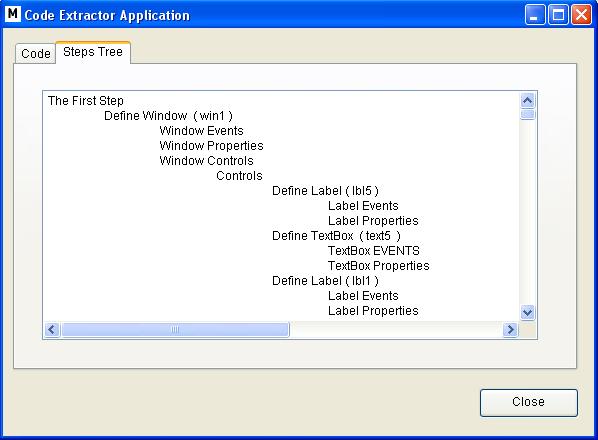 M Code Extractor Application
Code Steps Tree
The First Step
Define Window ( win1 )
Window Events
Window Properties
Window Controls
Controls
Define Label ( lbl5 )
Label Events
Label Properties
Define TextBox ( text5 )
TextBox EVENTS
TextBox Properties
Define Label ( lbl1 )
Label Events
Label Properties
Close